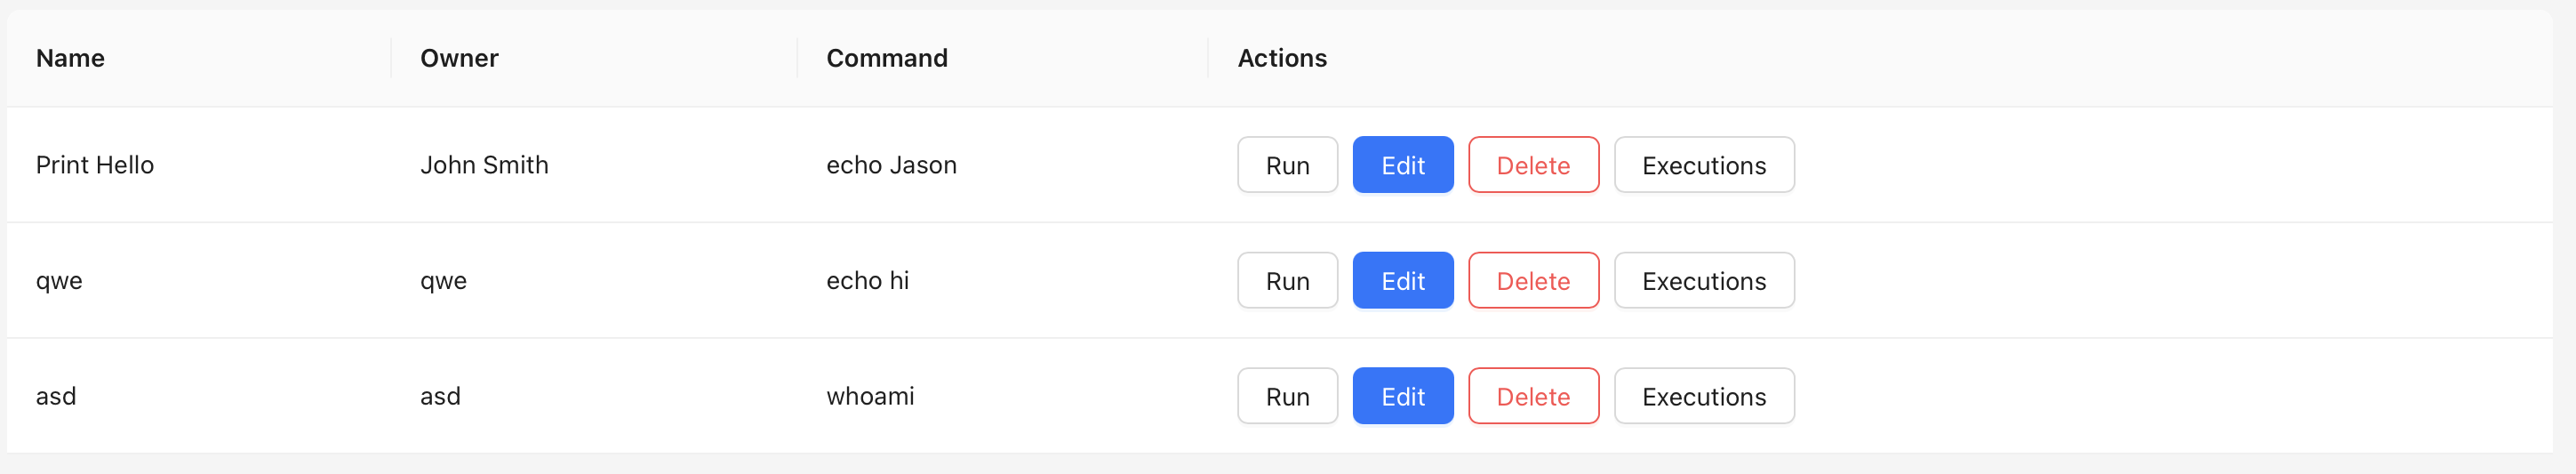 Name Owner Command Actions
Print Hello John Smith echo Jason Run Edit Delete Executions
qwe qwe echo hi Run Edit Delete Executions
asd asd whoami Run Edit Delete Executions